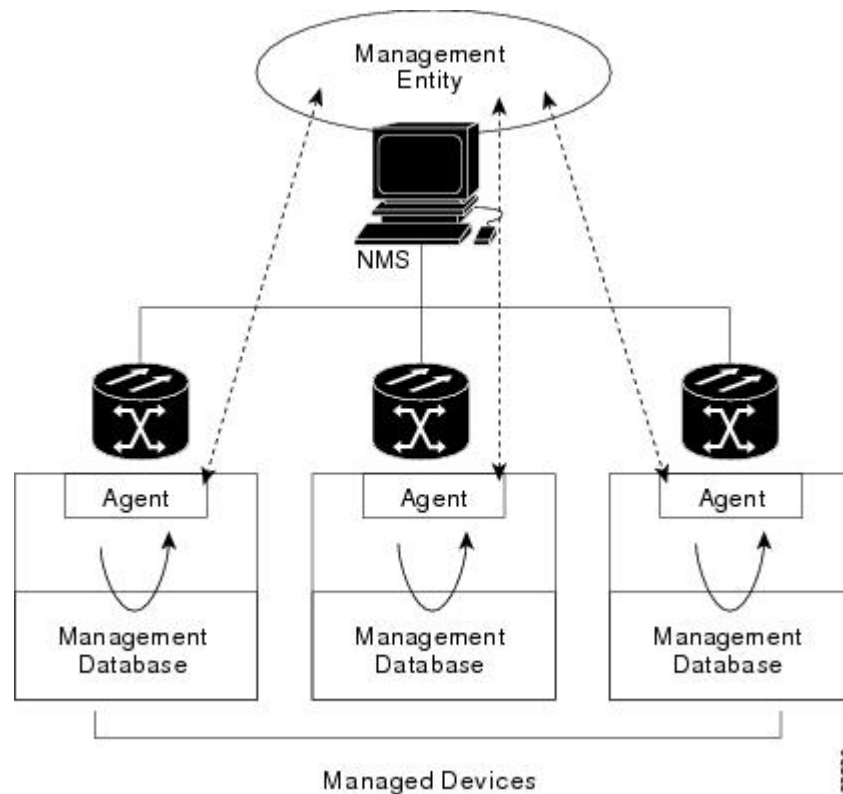 Management
Entity
NMS
Agent
Agent
Agent
Management
Database
Management
Database
Management
Database
Managed Devices